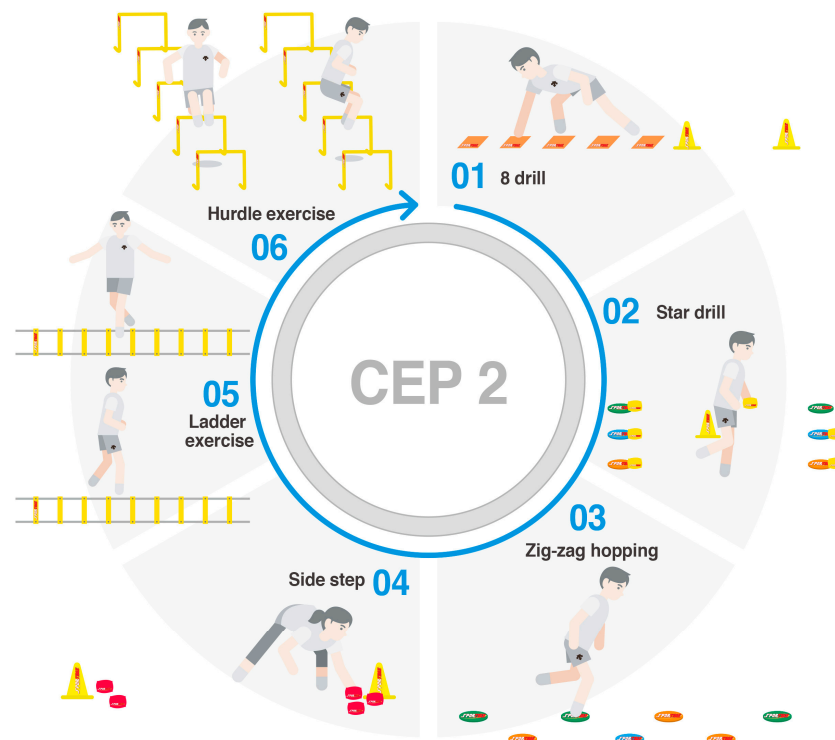 01 8 drill
02 Star drill
03
Zig-zag hopping
Side step 04
05
Ladder
exercise
Hurdle exercise
06
CEP 2